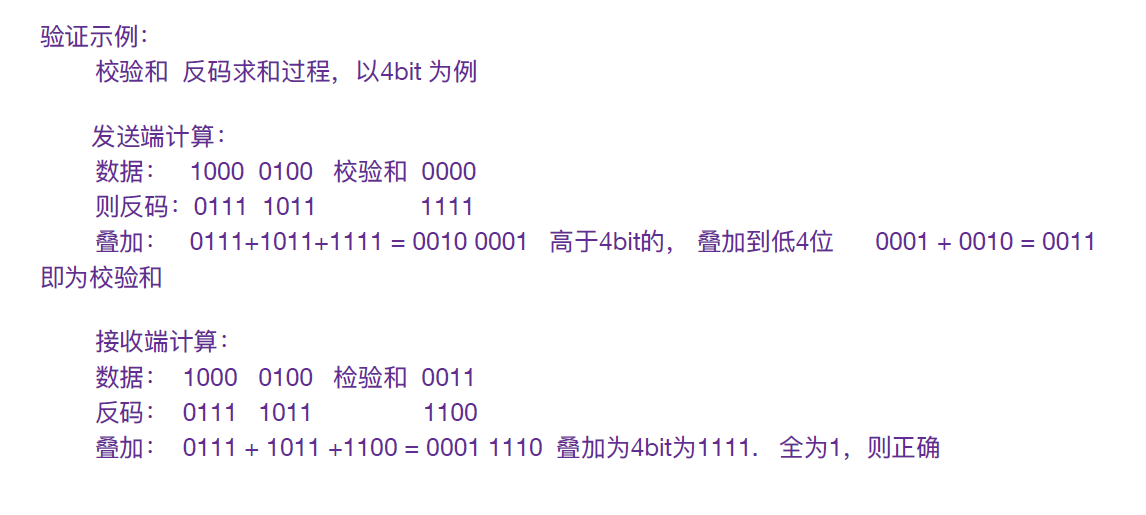 验证示例：
校验和 反码求和过程，以4bit 为例
发送端计算：
数据： 1000 0100 校验和 0000
则反码：0111 1011 1111
叠加： 0111+1011+1111 = 0010 0001 高于4bit的， 叠加到低4位 0001 + 0010 = 0011
即为校验和
接收端计算：
数据： 1000 0100 检验和 0011
反码： 0111 1011 1100
叠加： 0111 + 1011 +1100 = 0001 1110 叠加为4bit为1111. 全为1，则正确